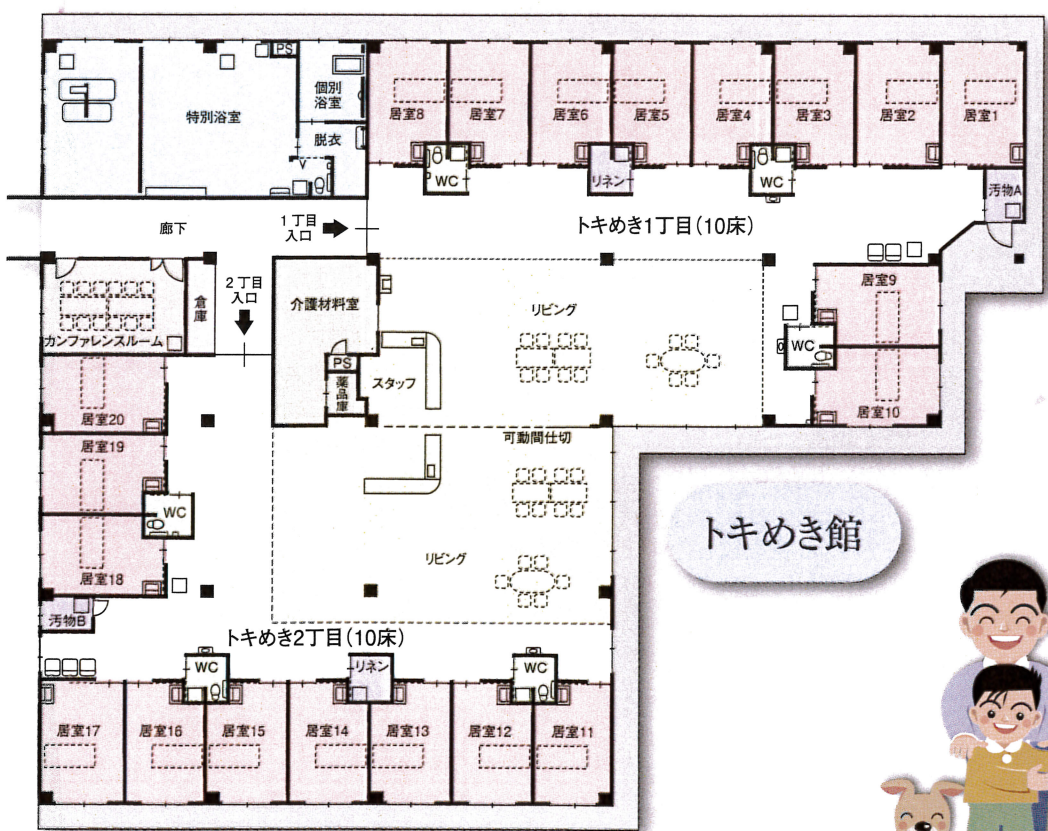 PS
個別
浴室
特別浴室
脱衣
居室8
居室7
居室6
居室5
居室4
居室3
居室2
居室1
WC
リネン
WC
汚物A
廊下
1丁目
入口
トキめき1丁目(10床)
2丁目
入口
倉庫
カンファレンスルーム
介護材料室
リビング
居室9
WC
居室10
PS
薬品庫
スタッフ
可動間仕切
居室20
居室19
WC
居室18
汚物B
リビング
トキめき館
トキめき2丁目(10床)
WC
リネン
WC
居室17
居室16
居室15
居室14
居室13
居室12
居室11